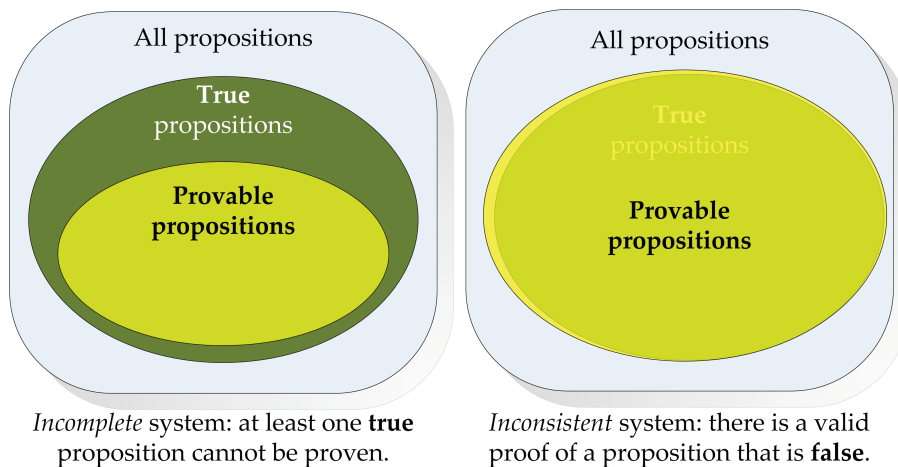 All propositions
True
propositions
Provable
propositions
Incomplete system: at least one true
proposition cannot be proven.
All propositions
True
propositions
Provable
propositions
Inconsistent system: there is a valid
proof of a proposition that is false.